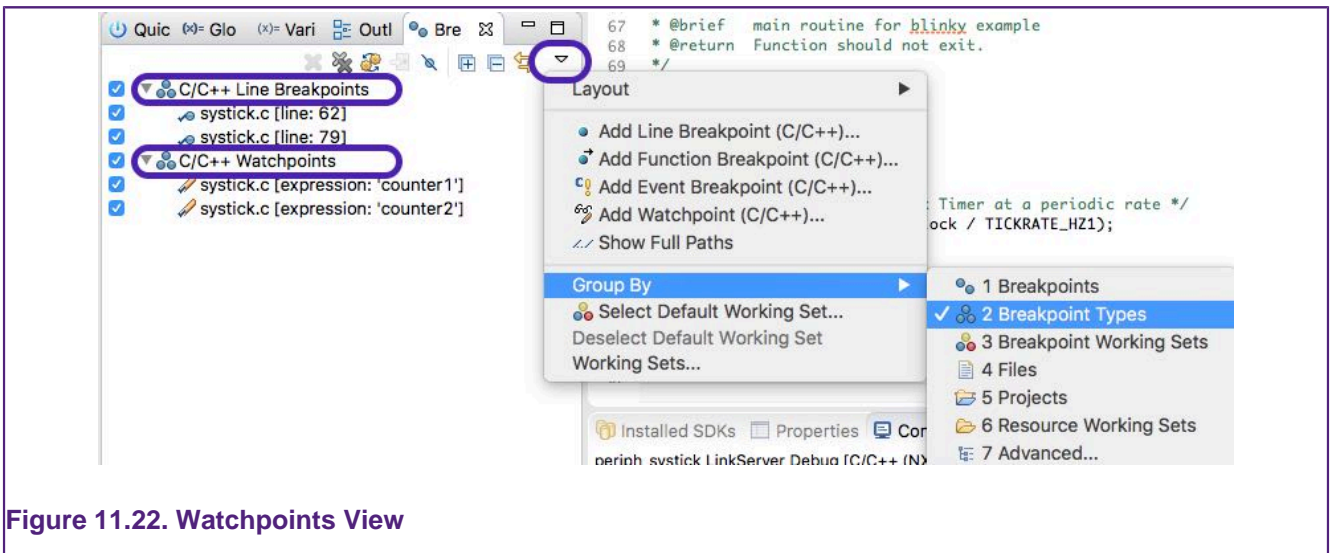 Quic (x)= Glo (x)= Vari Outl Bre
67 * @brief main routine for blinky example
68 * @return Function should not exit.
69 */
C/C++ Line Breakpoints
systick.c [line: 62]
systick.c [line: 79]
C/C++ Watchpoints
systick.c [expression: 'counter1']
systick.c [expression: 'counter2']
Layout
Add Line Breakpoint (C/C++)...
Add Function Breakpoint (C/C++)...
Add Event Breakpoint (C/C++)...
Add Watchpoint (C/C++)...
Show Full Paths
Timer at a periodic rate */
ock / TICKRATE_HZ1);
Group By
Select Default Working Set...
Deselect Default Working Set
Working Sets...
1 Breakpoints
2 Breakpoint Types
3 Breakpoint Working Sets
4 Files
5 Projects
6 Resource Working Sets
7 Advanced...
Installed SDKs Properties Con
periph_systick LinkServer Debug [C/C++ (NX
Figure 11.22. Watchpoints View